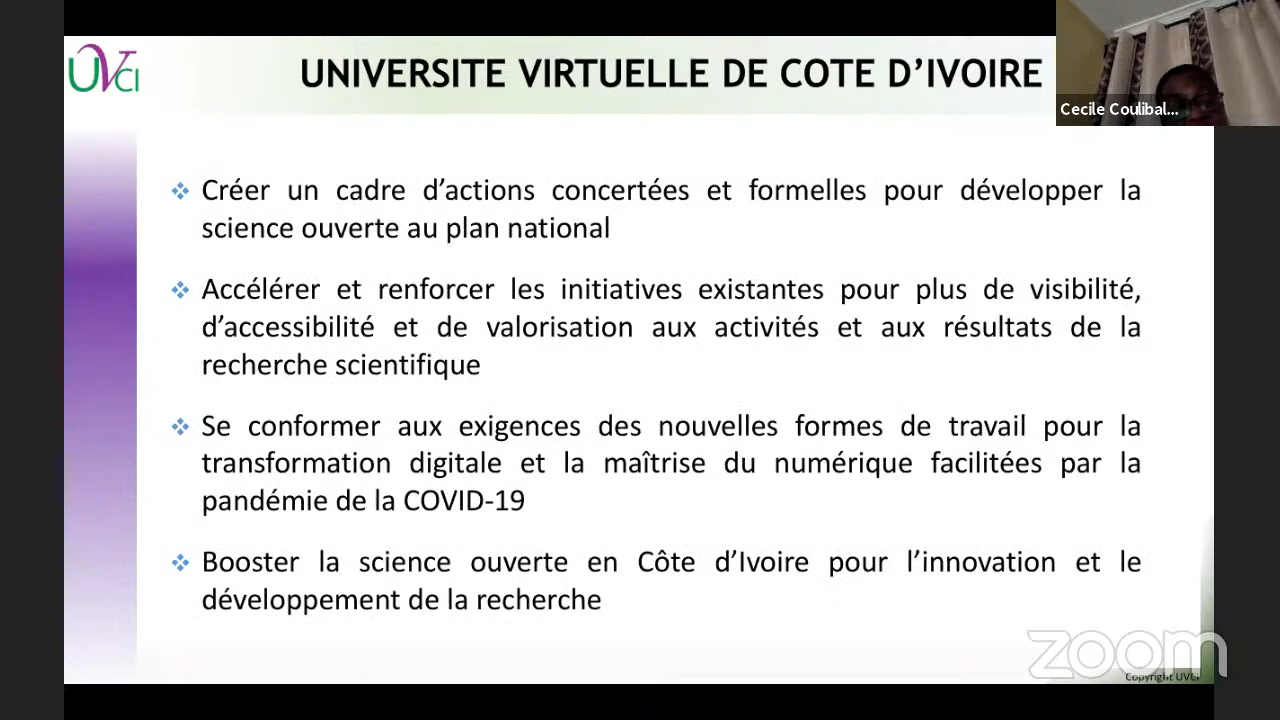 UVCI
UNIVERSITE VIRTUELLE DE COTE D’IVOIRE
Cecile Coulibal...
Créer un cadre d’actions concertées et formelles pour développer la
science ouverte au plan national
Accélérer et renforcer les initiatives existantes pour plus de visibilité,
d’accessibilité et de valorisation aux activités et aux résultats de la
recherche scientifique
Se conformer aux exigences des nouvelles formes de travail pour la
transformation digitale et la maîtrise du numérique facilitées par la
pandémie de la COVID-19
Booster la science ouverte en Côte d’Ivoire pour l’innovation et le
développement de la recherche
zoom
Copyright UVCI